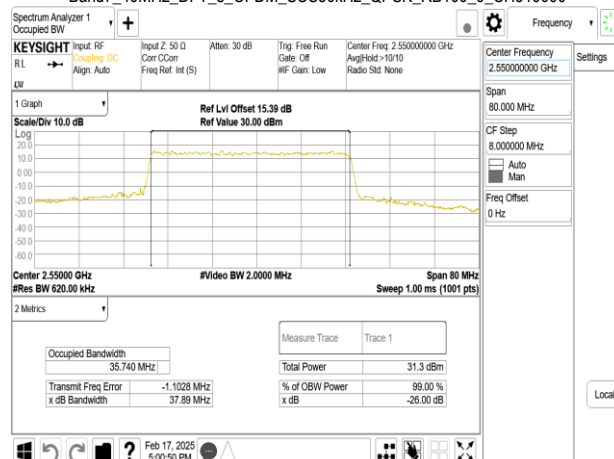 Spectrum Analyzer 1
Occupied BW
Frequency
KEYSIGHT
RL
LXI
Input: RF
Coupling: DC
Align: Auto
Input Z: 50 Ω
Corr CCorr
Freq Ref: Int (S)
Atten: 30 dB
Trig: Free Run
Gate: Off
#IF Gain: Low
Center Freq: 2.550000000 GHz
Avg|Hold:>10/10
Radio Std: None
Center Frequency
2.550000000 GHz
Settings
Span
80.000 MHz
CF Step
8.000000 MHz
Auto
Man
Freq Offset
0 Hz
1 Graph
Scale/Div 10.0 dB
Ref Lvl Offset 15.39 dB
Ref Value 30.00 dBm
Log
20.0
10.0
0.00
-10.0
-20.0
-30.0
-40.0
-50.0
-60.0
Center 2.55000 GHz
#Res BW 620.00 kHz
#Video BW 2.0000 MHz
Span 80 MHz
Sweep 1.00 ms (1001 pts)
2 Metrics
Measure Trace
Trace 1
Occupied Bandwidth
35.740 MHz
Total Power
31.3 dBm
Transmit Freq Error
-1.1028 MHz
% of OBW Power
99.00 %
x dB Bandwidth
37.89 MHz
x dB
-26.00 dB
Local
Feb 17, 2025
5:00:50 PM